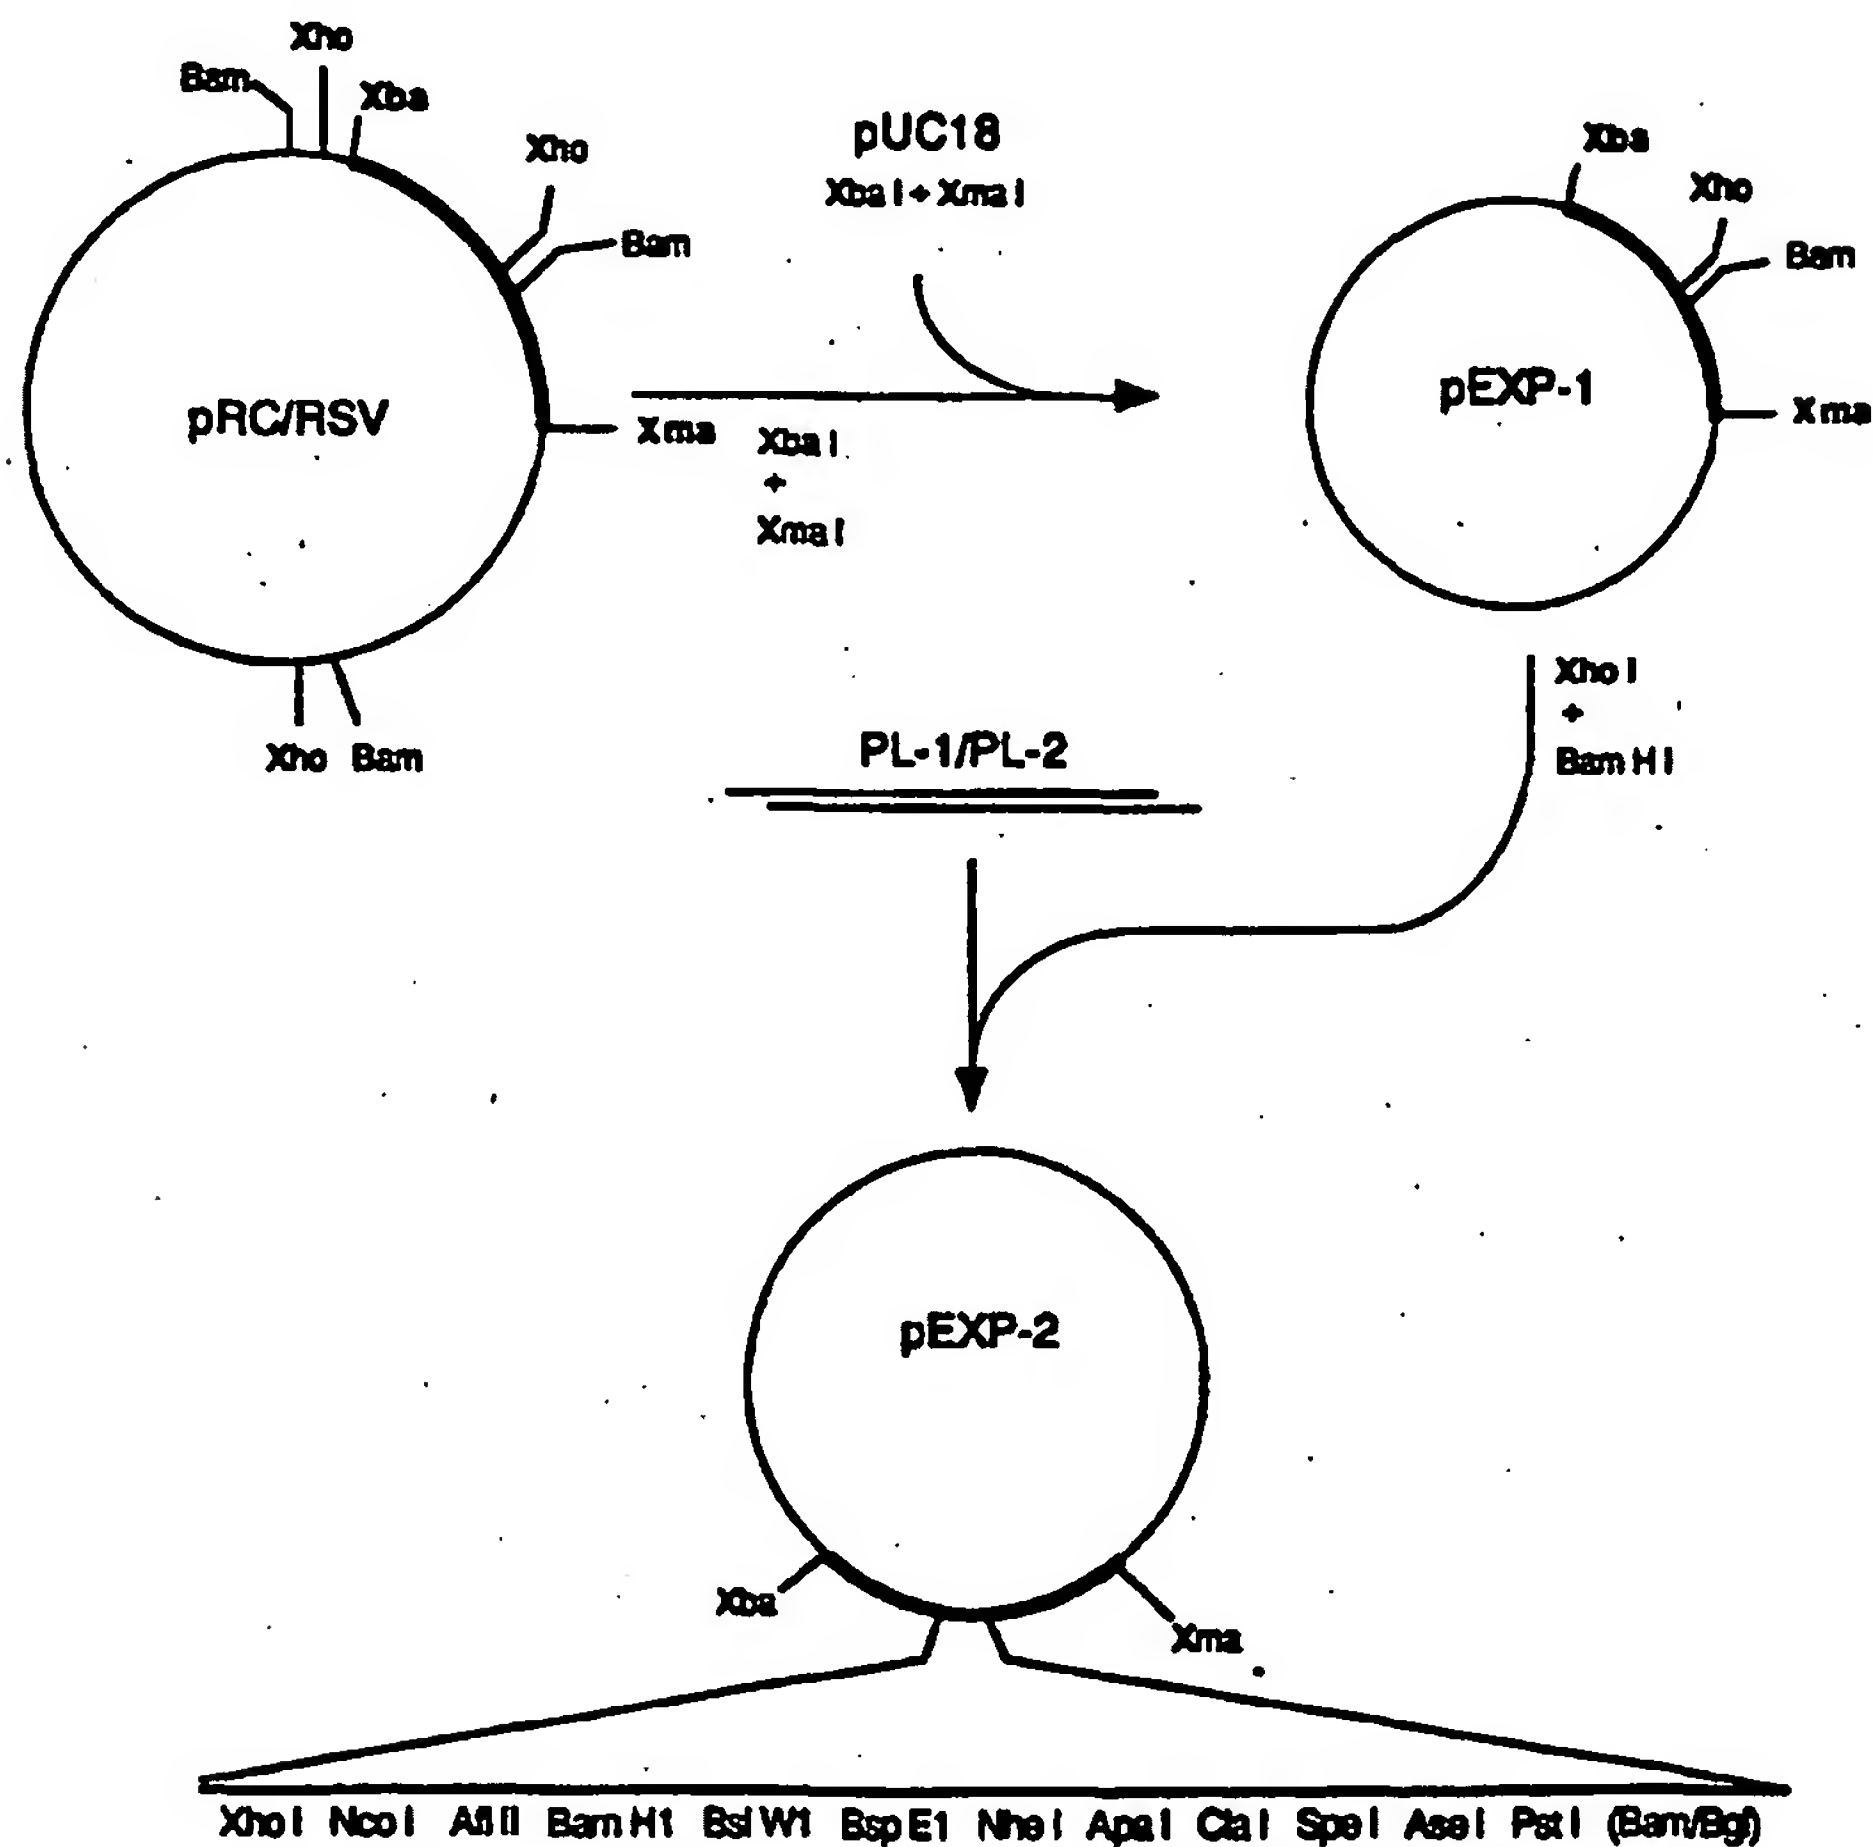 Xho
Bam
Xba
Xho
Bam
pRC/RSV
Xma
Xho Bam
pUC18
Xba I + Xma I
Xba I
+
Xma I
Xba
Xho
Bam
pEXP-1
Xma
Xho I
+
Bam H I
PL-1/PL-2
pEXP-2
Xba
Xma
Xho I Nco I Afl II Bam H1 BsI W1 Bsp E1 Nhe I Apa I Cla I Spe I Ase I Pst I (Bam/Bgl)